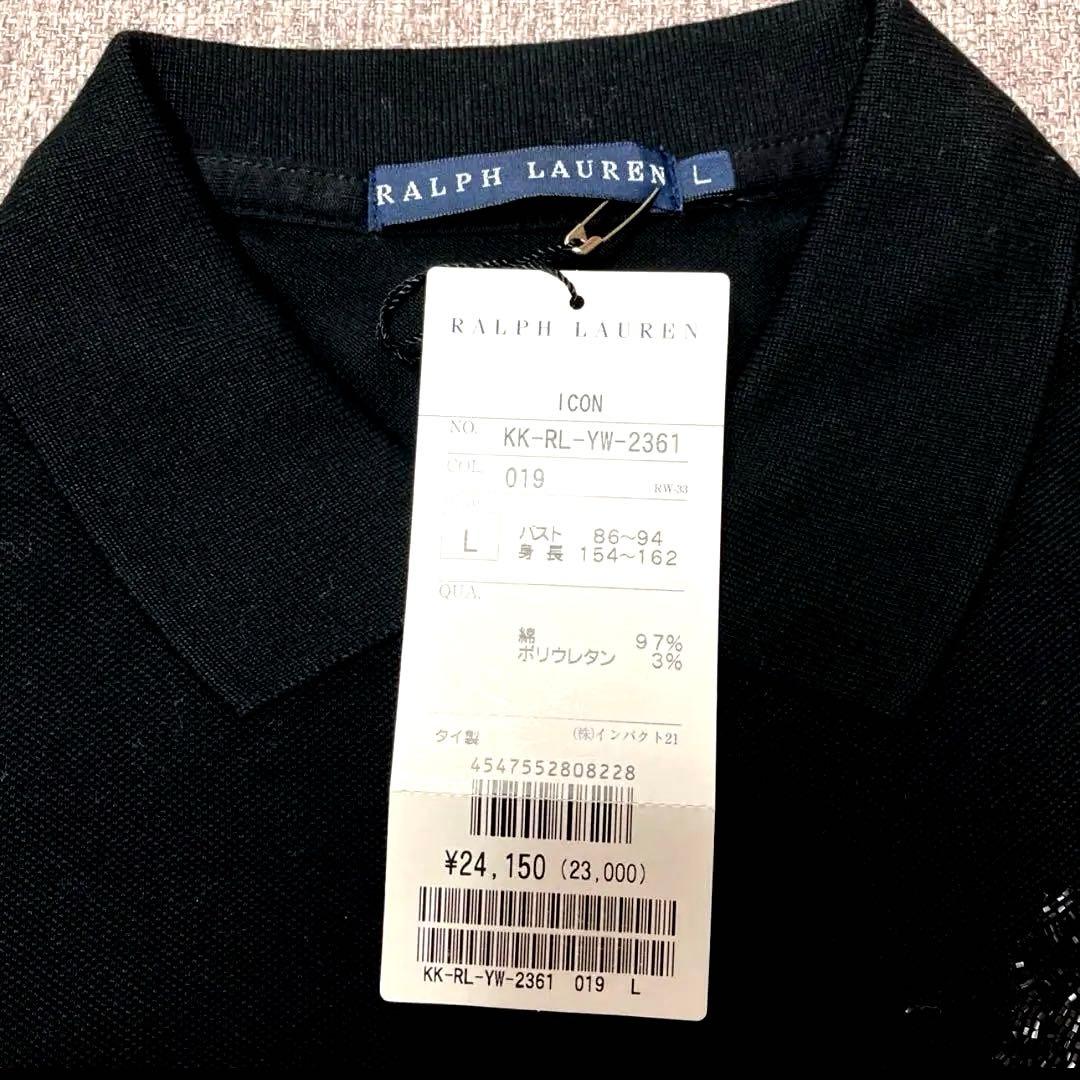 RALPH LAUREN L
RALPH LAUREN
ICON
NO. KK-RL-YW-2361
COL. 019 RW-33
L バスト 86〜94
身長 154〜162
QUA.
綿 97%
ポリウレタン 3%
タイ製 (株)インパクト21
4547552808228
¥24,150 (23,000)
KK-RL-YW-2361 019 L